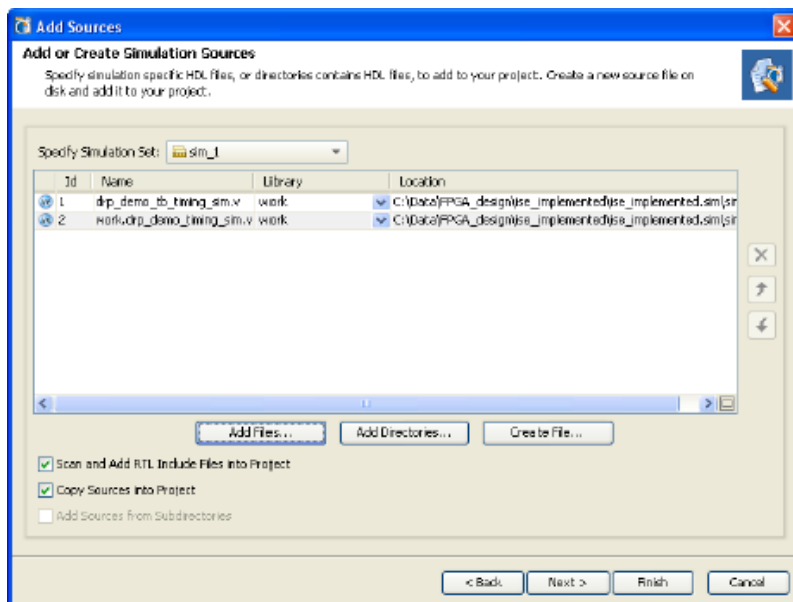 Add Sources
Add or Create Simulation Sources
Specify simulation specific HDL files, or directories contains HDL files, to add to your project. Create a new source file on
disk and add it to your project.
Specify Simulation Set: sim_1
Id Name Library Location
1 drp_demo_tb_timing_sim.v work C:\Data\FPGA_design\ise_implemented\ise_implemented.sim\sir
2 work.drp_demo_timing_sim.v work C:\Data\FPGA_design\ise_implemented\ise_implemented.sim\sir
Add Files... Add Directories... Create File...
Scan and Add RTL Include Files into Project
Copy Sources into Project
Add Sources from Subdirectories
< Back Next > Finish Cancel